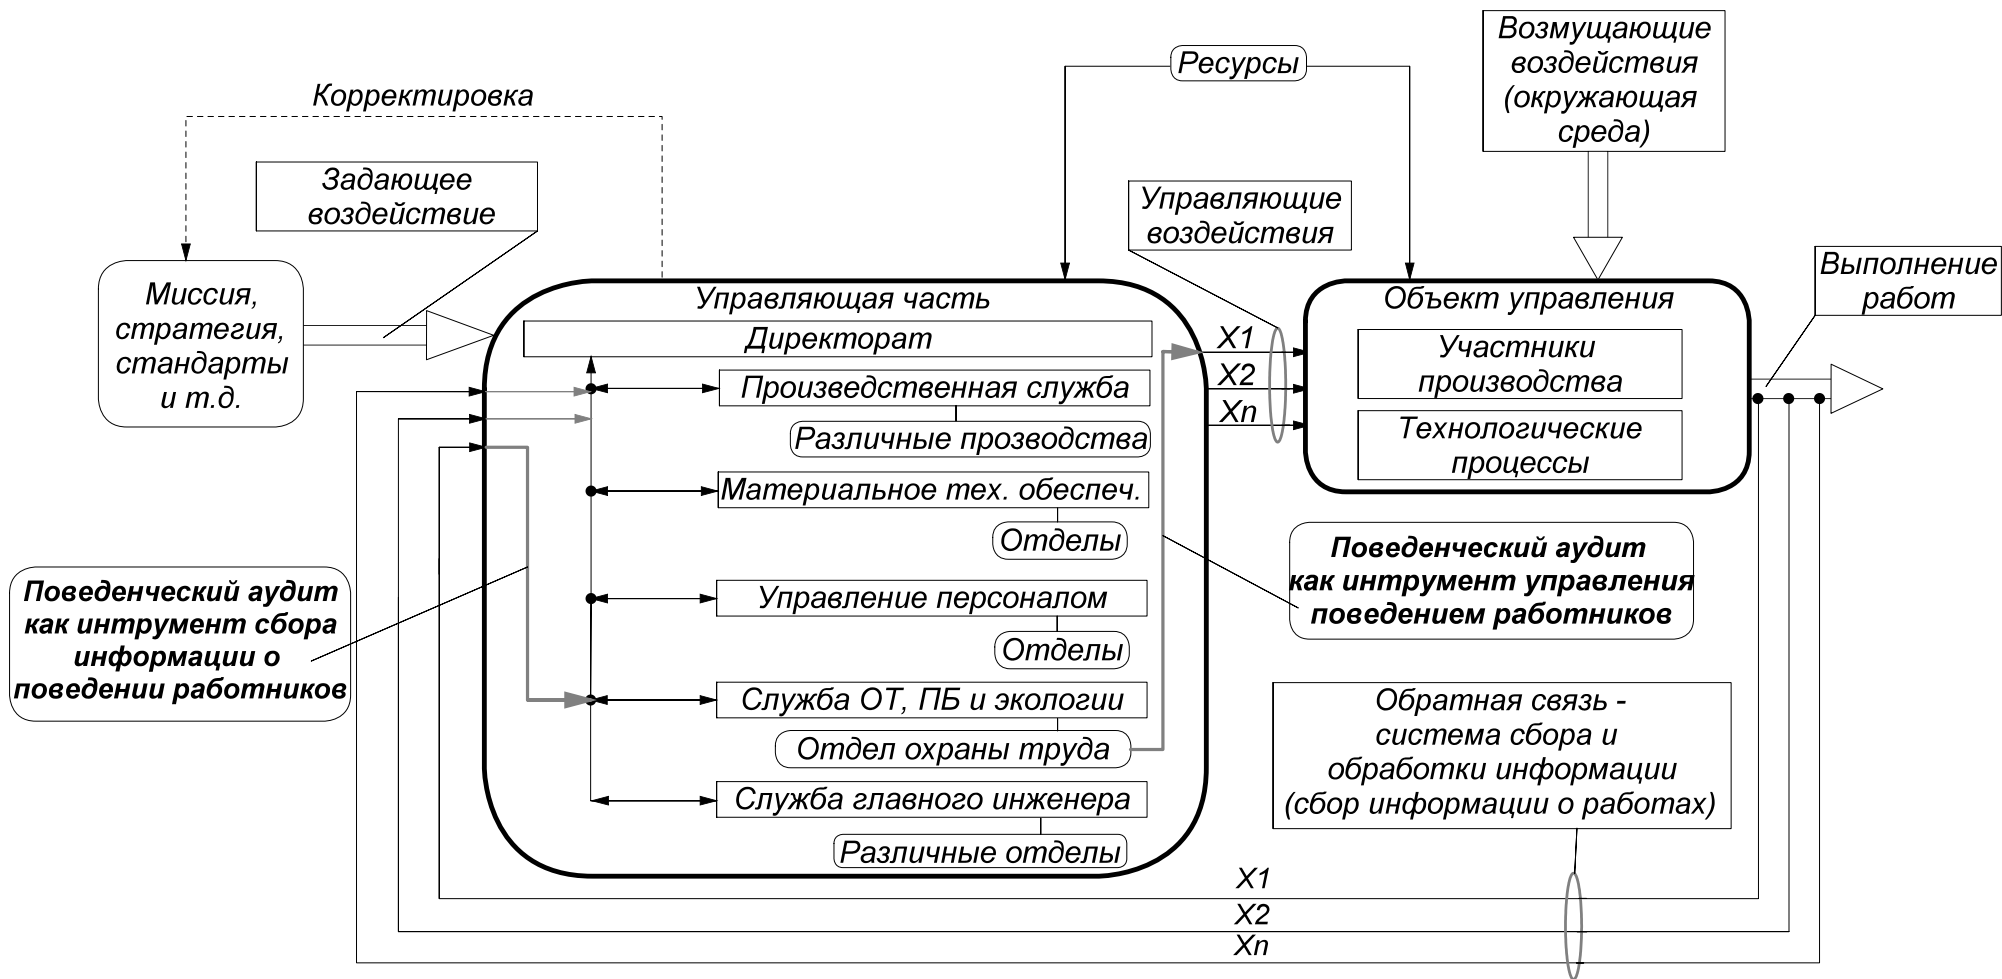 Возмущающие
воздействия
(окружающая
среда)
Ресурсы
Корректировка
Задающее
воздействие
Управляющие
воздействия
Выполнение
работ
Миссия,
стратегия,
стандарты
и т.д.
Управляющая часть
Директорат
Произведственная служба
Различные прозводства
Материальное тех. обеспеч.
Отделы
Управление персоналом
Отделы
Служба ОТ, ПБ и экологии
Отдел охраны труда
Служба главного инженера
Различные отделы
X1
X2
Xn
Объект управления
Участники
производства
Технологические
процессы
Поведенческий аудит
как интрумент сбора
информации о
поведении работников
Поведенческий аудит
как интрумент управления
поведением работников
Обратная связь -
система сбора и
обработки информации
(сбор информации о работах)
X1
X2
Xn